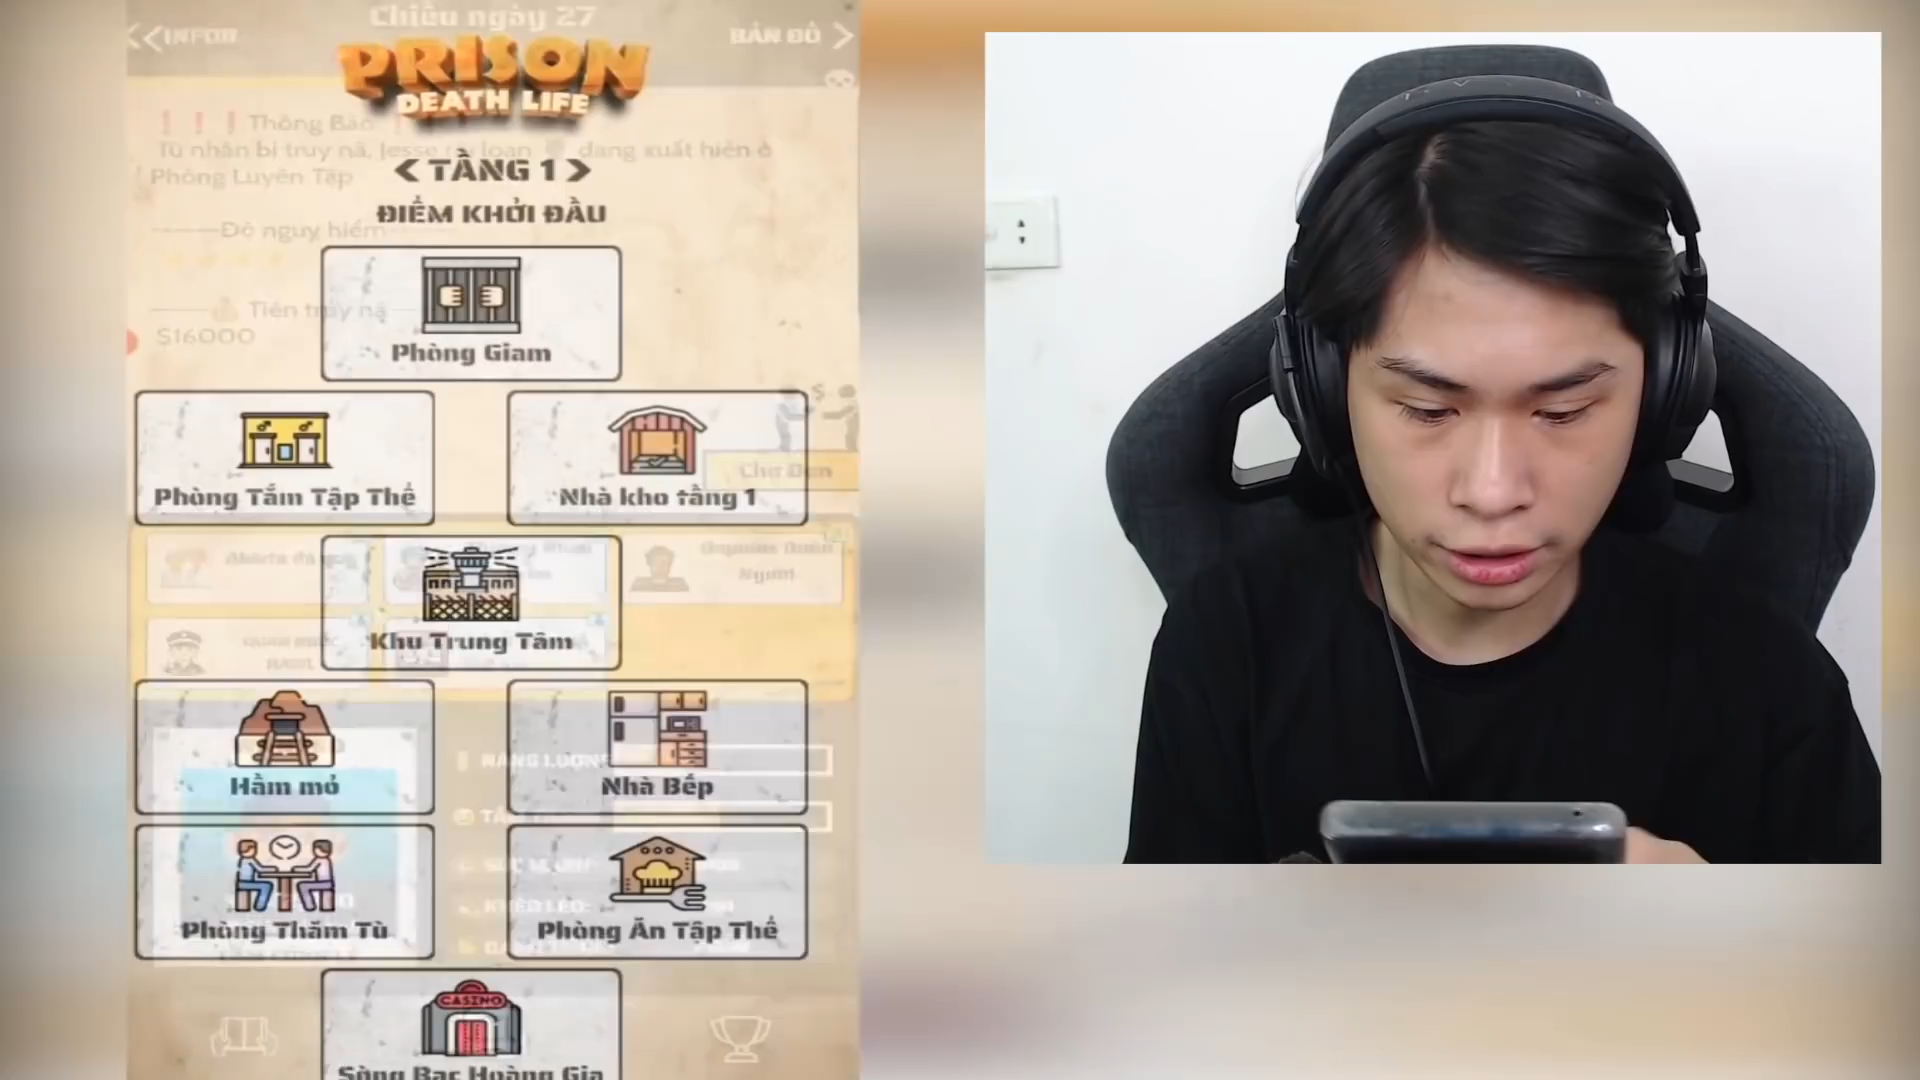 Chiều ngày 27
INFOR
BẢN ĐỒ
PRISON
DEATH LIFE
Thông Báo
Tù nhân bị truy nã, Jesse đang xuất hiện ở
Phòng Luyện Tập
< TẦNG 1 >
ĐIỂM KHỞI ĐẦU
Độ nguy hiểm
Tiền truy nã
$16000
Phòng Giam
Phòng Tắm Tập Thể
Nhà kho tầng 1
Chợ Đen
Khu Trung Tâm
Hầm mỏ
Nhà Bếp
Phòng Thăm Tù
Phòng Ăn Tập Thể
CASINO
Sòng Bạc Hoàng Gia